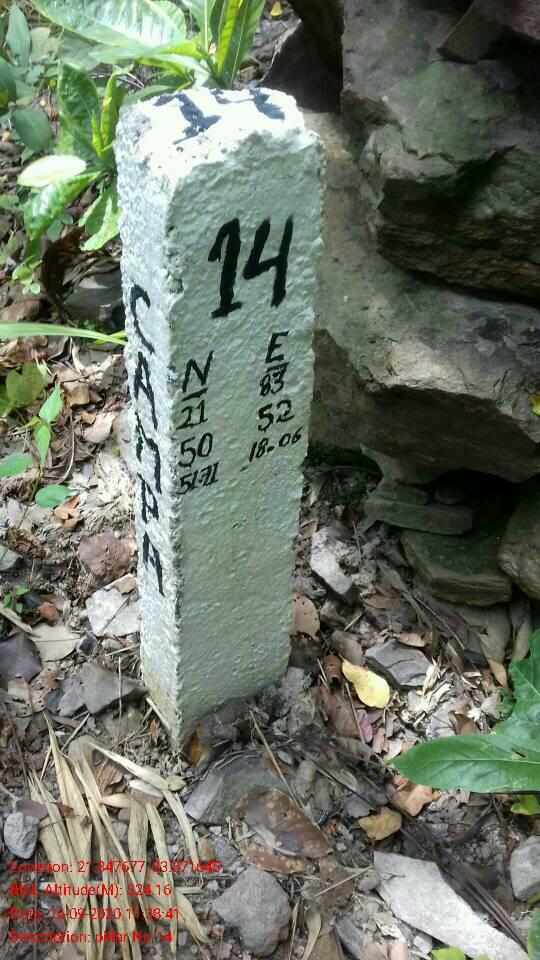 14
N
21
50
51-71
E
83
52
18-06
CAMPA
Location: 21.847677, 83.871645
MSL Altitude(M): 324.16
Date: 16-09-2020 11:38:41
Description: pillar No-14